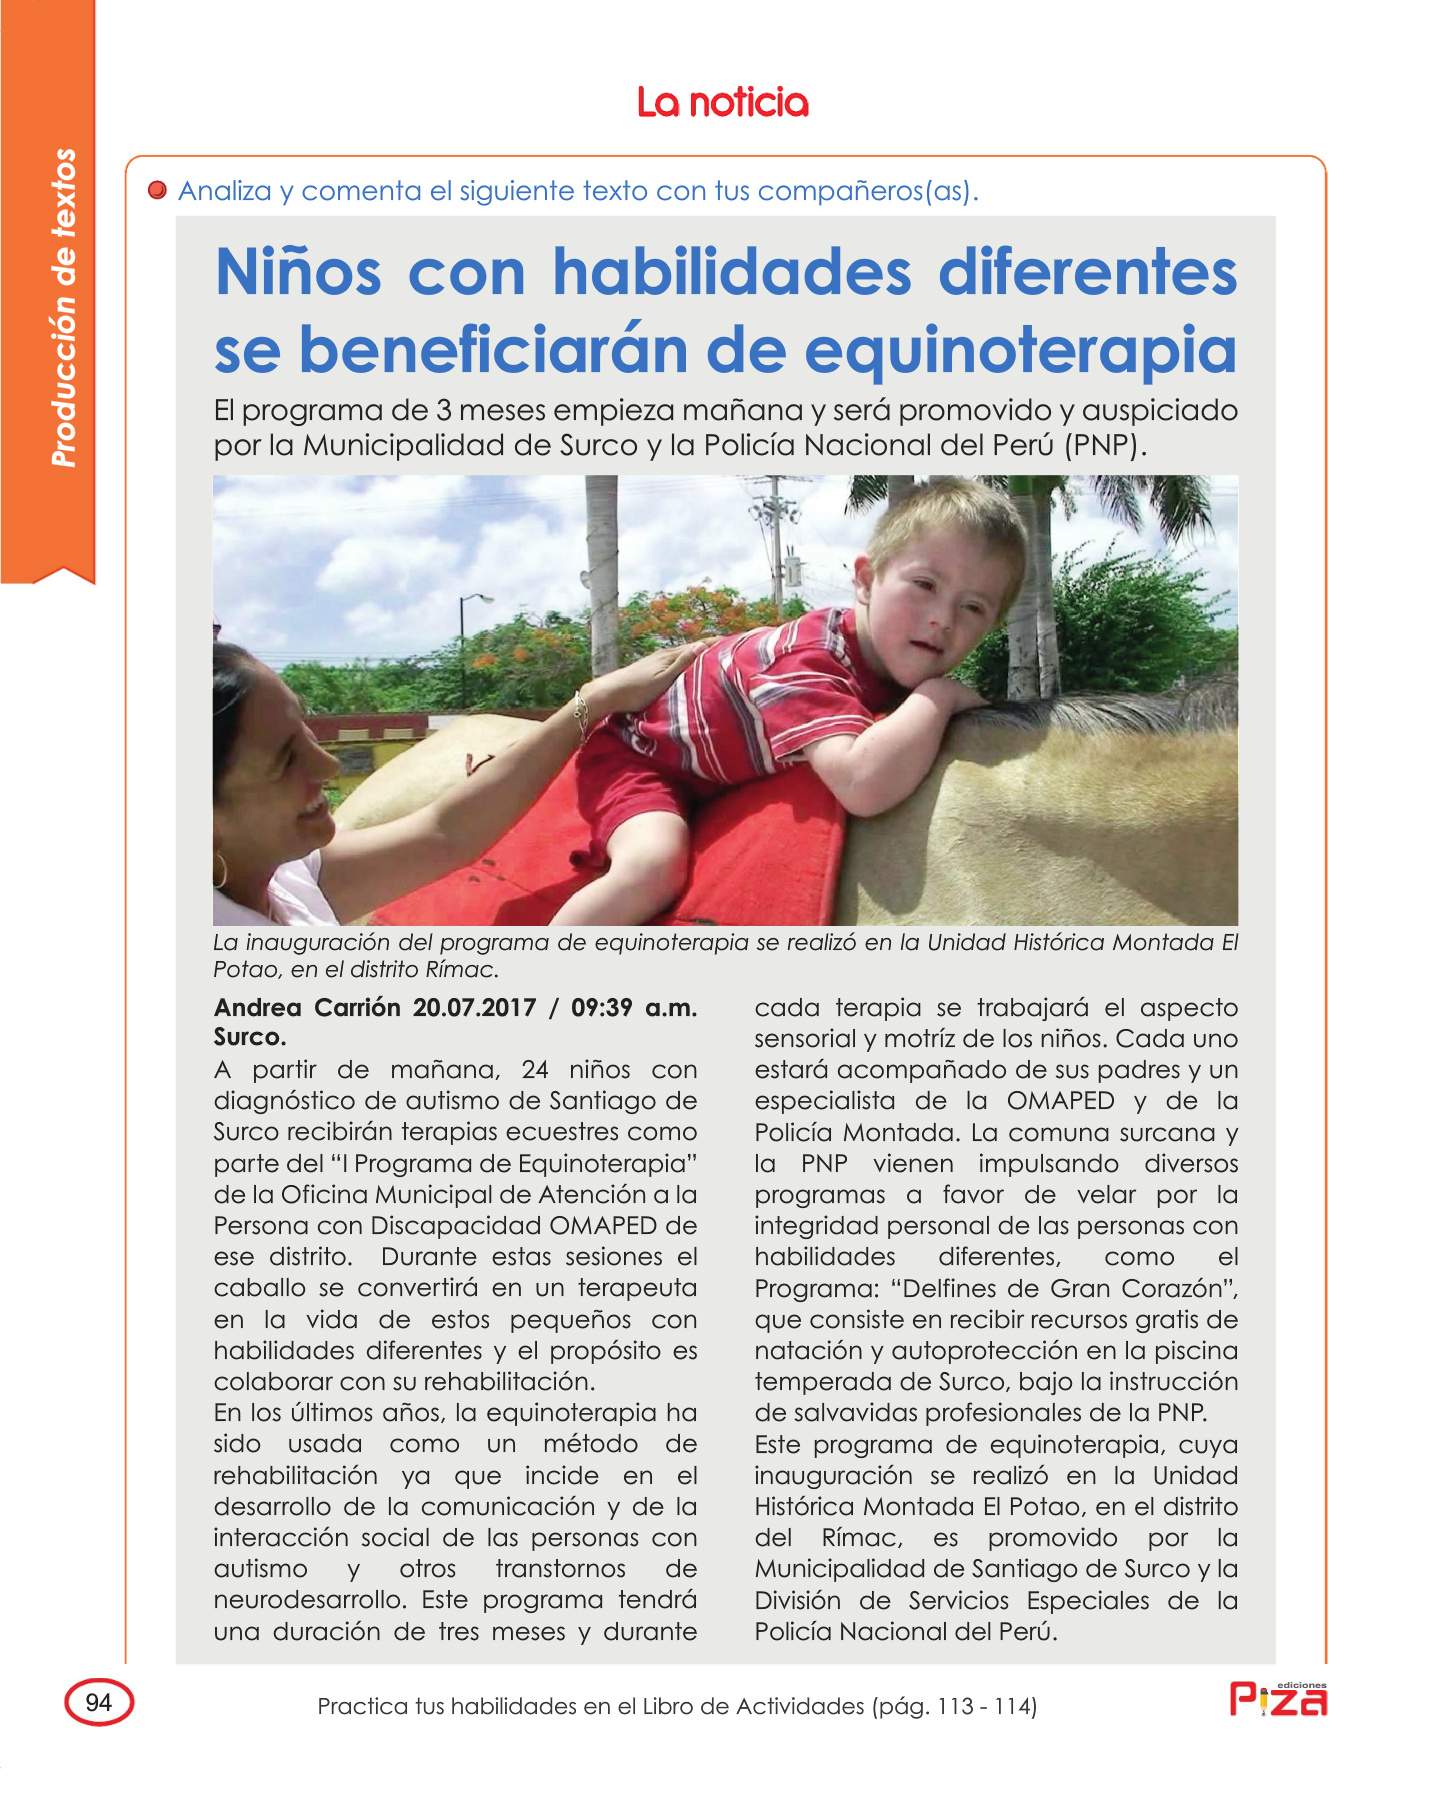 Producción de textos
La noticia
Analiza y comenta el siguiente texto con tus compañeros(as).
Niños con habilidades diferentes
se beneficiarán de equinoterapia
El programa de 3 meses empieza mañana y será promovido y auspiciado
por la Municipalidad de Surco y la Policía Nacional del Perú (PNP).
La inauguración del programa de equinoterapia se realizó en la Unidad Histórica Montada El
Potao, en el distrito Rímac.
Andrea Carrión 20.07.2017 / 09:39 a.m.
Surco.
A partir de mañana, 24 niños con
diagnóstico de autismo de Santiago de
Surco recibirán terapias ecuestres como
parte del “I Programa de Equinoterapia”
de la Oficina Municipal de Atención a la
Persona con Discapacidad OMAPED de
ese distrito. Durante estas sesiones el
caballo se convertirá en un terapeuta
en la vida de estos pequeños con
habilidades diferentes y el propósito es
colaborar con su rehabilitación.
En los últimos años, la equinoterapia ha
sido usada como un método de
rehabilitación ya que incide en el
desarrollo de la comunicación y de la
interacción social de las personas con
autismo y otros transtornos de
neurodesarrollo. Este programa tendrá
una duración de tres meses y durante
cada terapia se trabajará el aspecto
sensorial y motríz de los niños. Cada uno
estará acompañado de sus padres y un
especialista de la OMAPED y de la
Policía Montada. La comuna surcana y
la PNP vienen impulsando diversos
programas a favor de velar por la
integridad personal de las personas con
habilidades diferentes, como el
Programa: “Delfines de Gran Corazón”,
que consiste en recibir recursos gratis de
natación y autoprotección en la piscina
temperada de Surco, bajo la instrucción
de salvavidas profesionales de la PNP.
Este programa de equinoterapia, cuya
inauguración se realizó en la Unidad
Histórica Montada El Potao, en el distrito
del Rímac, es promovido por la
Municipalidad de Santiago de Surco y la
División de Servicios Especiales de la
Policía Nacional del Perú.
94
Practica tus habilidades en el Libro de Actividades (pág. 113 - 114)
ediciones
Piza